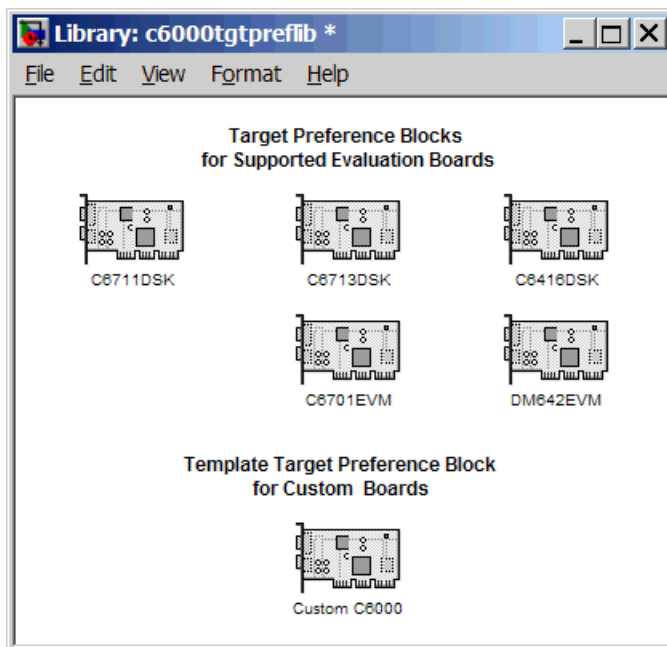 Library: c6000tgtpreflib *
File Edit View Format Help
Target Preference Blocks
for Supported Evaluation Boards
C6711DSK C6713DSK C6416DSK
C6701EVM DM642EVM
Template Target Preference Block
for Custom Boards
Custom C6000